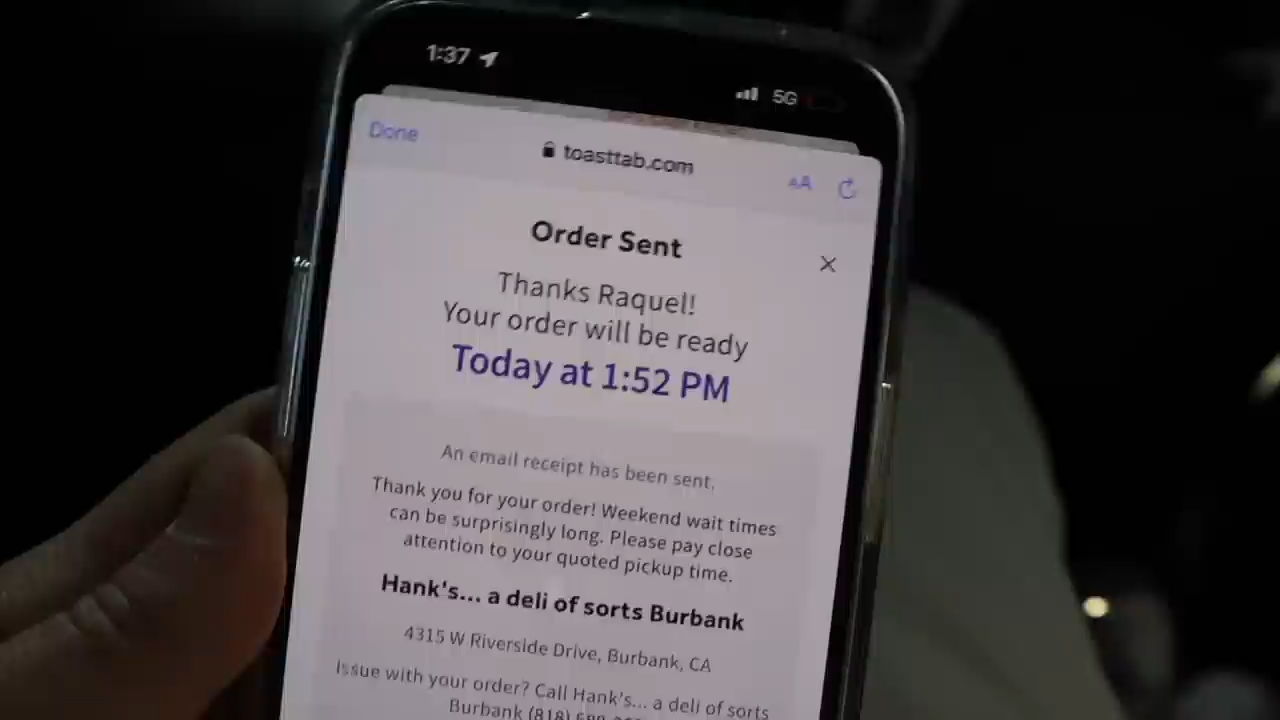 1:37
5G
Done
toasttab.com
AA
Order Sent
Thanks Raquel!
Your order will be ready
Today at 1:52 PM
An email receipt has been sent.
Thank you for your order! Weekend wait times
can be surprisingly long. Please pay close
attention to your quoted pickup time.
Hank's... a deli of sorts Burbank
4315 W Riverside Drive, Burbank, CA
Issue with your order? Call Hank's... a deli of sorts
Burbank (818)